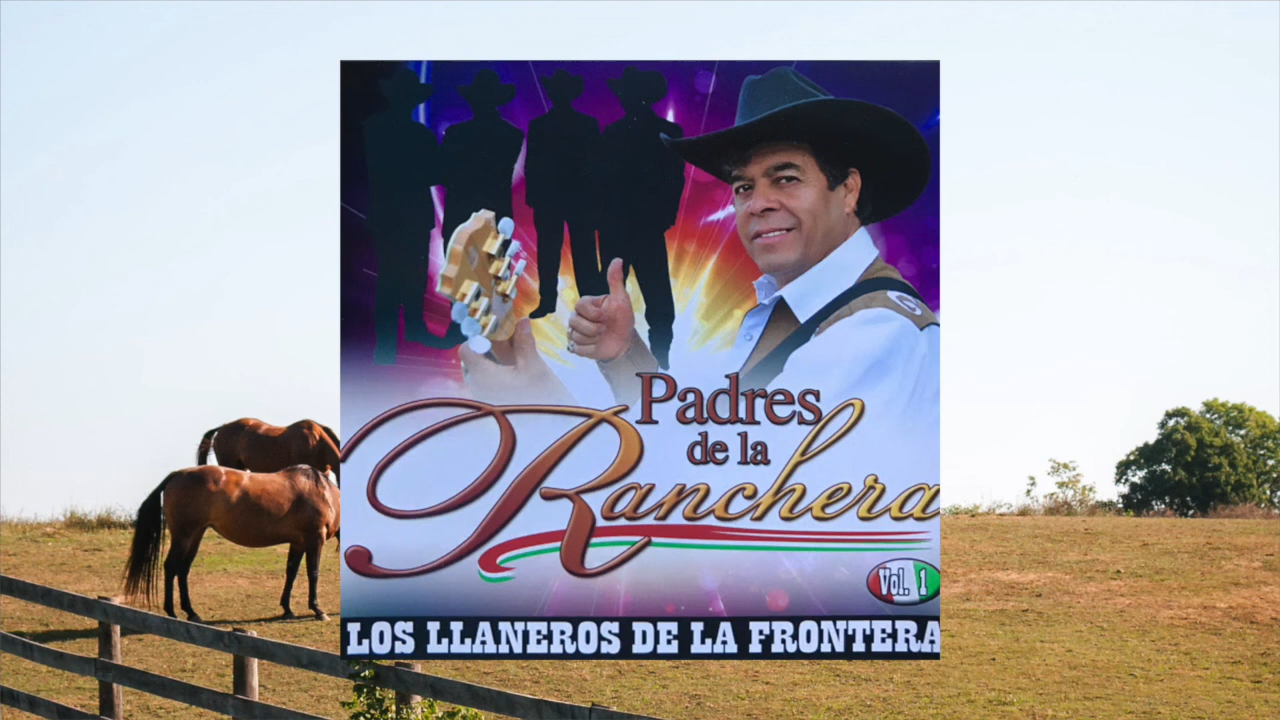 Padres
de la
Ranchera
Vol. 1
LOS LLANEROS DE LA FRONTERA